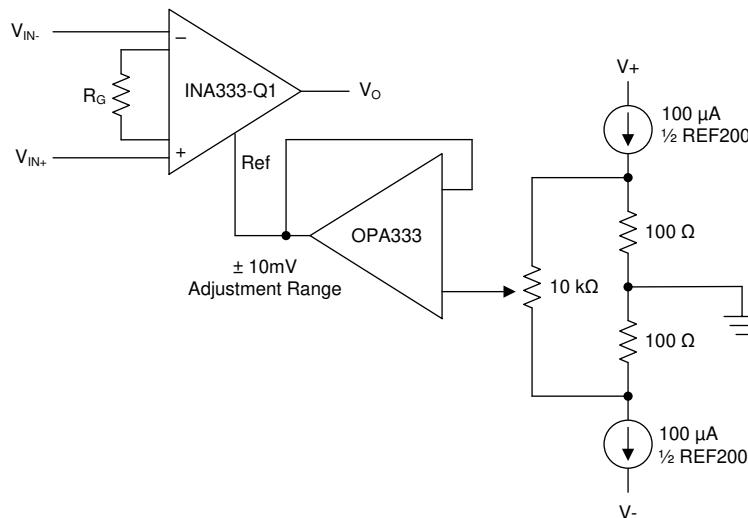 V_IN-
−
R_G
INA333-Q1
V_O
+
V_IN+
Ref
OPA333
± 10mV
Adjustment Range
V+
100 µA
½ REF200
100 Ω
10 kΩ
100 Ω
100 µA
½ REF200
V-